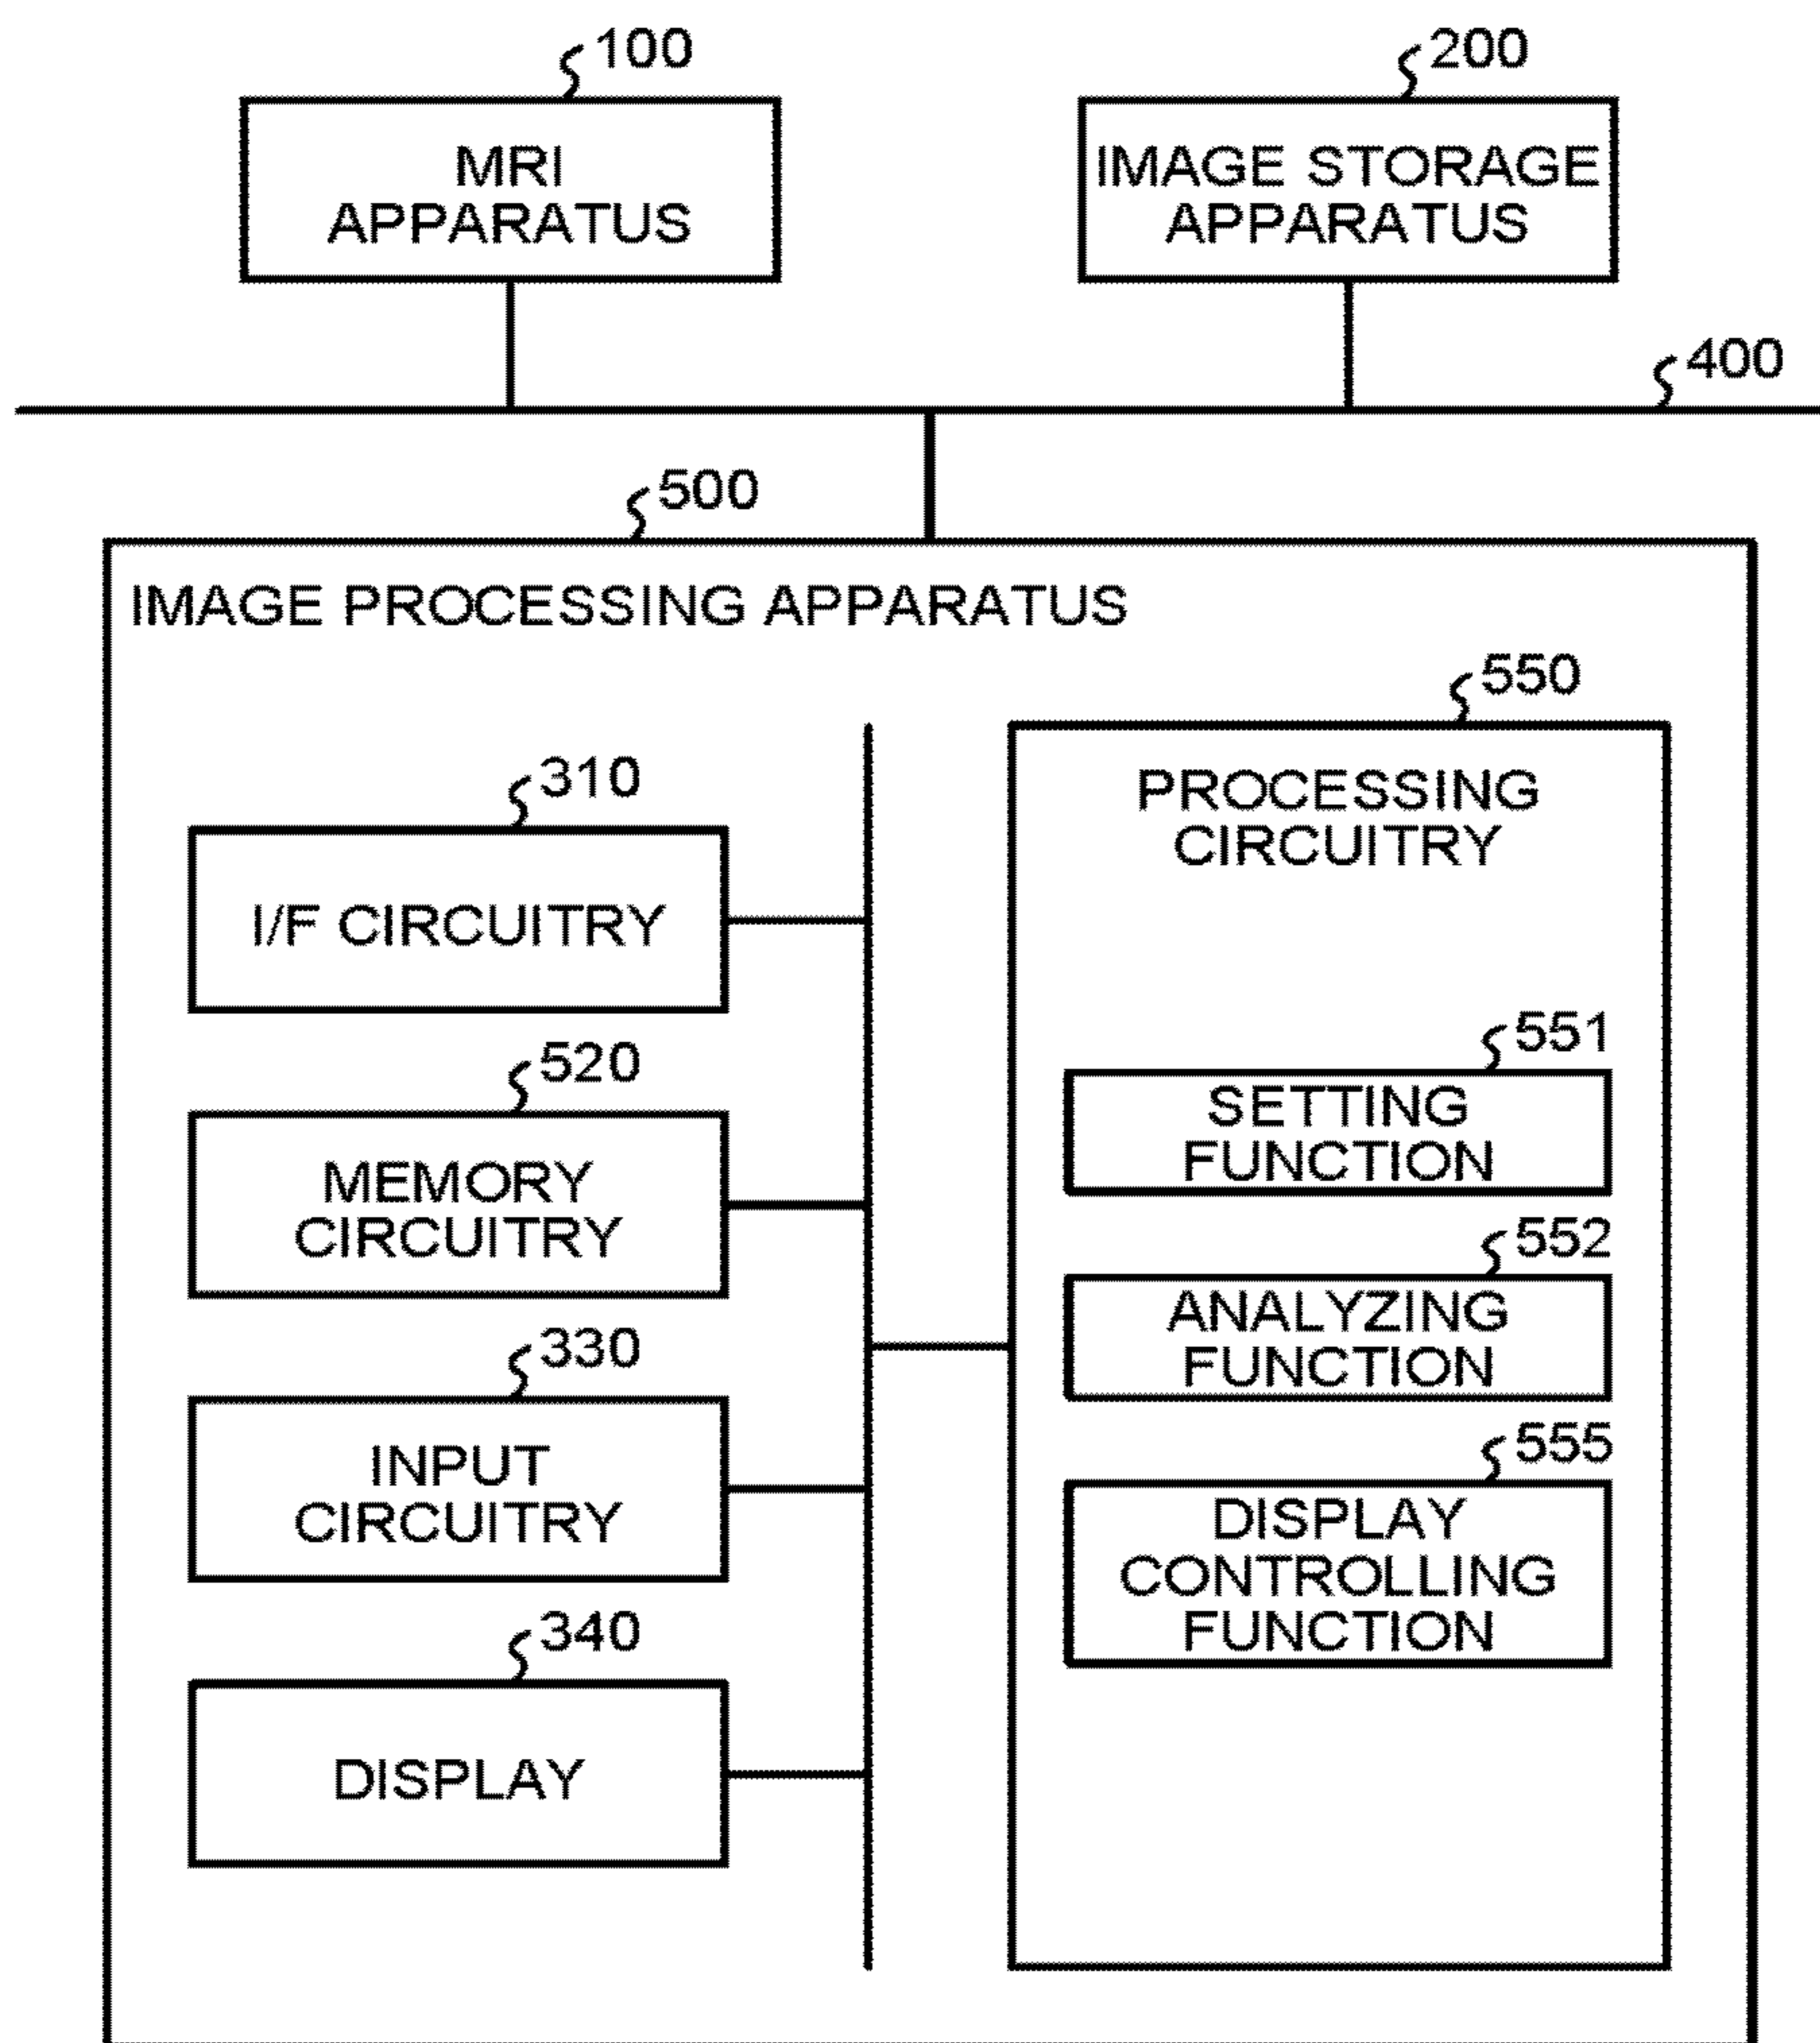 100
MRI
APPARATUS
200
IMAGE STORAGE
APPARATUS
400
500
IMAGE PROCESSING APPARATUS
310
I/F CIRCUITRY
520
MEMORY
CIRCUITRY
330
INPUT
CIRCUITRY
340
DISPLAY
550
PROCESSING
CIRCUITRY
551
SETTING
FUNCTION
552
ANALYZING
FUNCTION
555
DISPLAY
CONTROLLING
FUNCTION